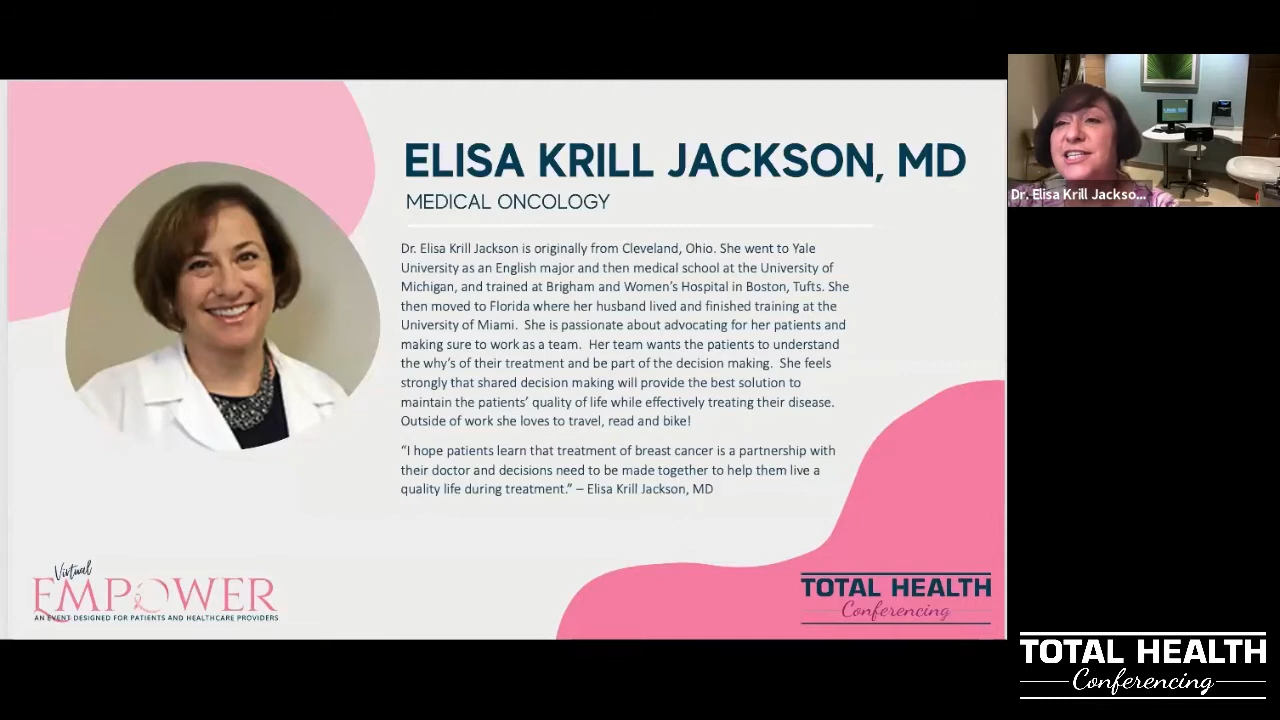 ELISA KRILL JACKSON, MD
MEDICAL ONCOLOGY
Dr. Elisa Krill Jackson is originally from Cleveland, Ohio. She went to Yale
University as an English major and then medical school at the University of
Michigan, and trained at Brigham and Women’s Hospital in Boston, Tufts. She
then moved to Florida where her husband lived and finished training at the
University of Miami. She is passionate about advocating for her patients and
making sure to work as a team. Her team wants the patients to understand
the why’s of their treatment and be part of the decision making. She feels
strongly that shared decision making will provide the best solution to
maintain the patients’ quality of life while effectively treating their disease.
Outside of work she loves to travel, read and bike!
“I hope patients learn that treatment of breast cancer is a partnership with
their doctor and decisions need to be made together to help them live a
quality life during treatment.” – Elisa Krill Jackson, MD
Virtual
EMPOWER
AN EVENT DESIGNED FOR PATIENTS AND HEALTHCARE PROVIDERS
TOTAL HEALTH
Conferencing
Dr. Elisa Krill Jackso...
TOTAL HEALTH
Conferencing